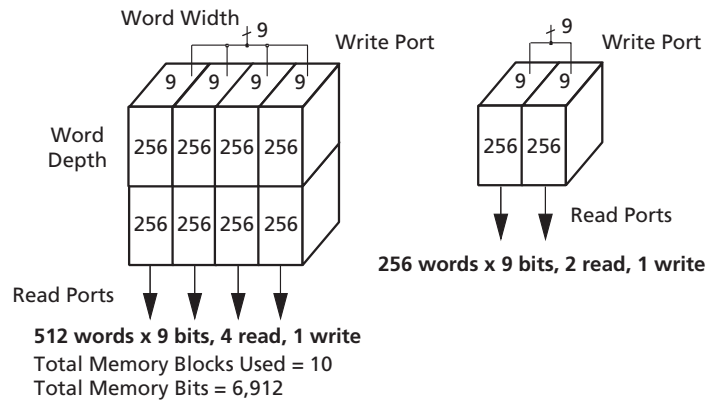 Word Width
9
Write Port
9 9 9 9
Word
Depth
256 256 256 256
256 256 256 256
Read Ports
512 words x 9 bits, 4 read, 1 write
Total Memory Blocks Used = 10
Total Memory Bits = 6,912
9
Write Port
9 9
256 256
Read Ports
256 words x 9 bits, 2 read, 1 write